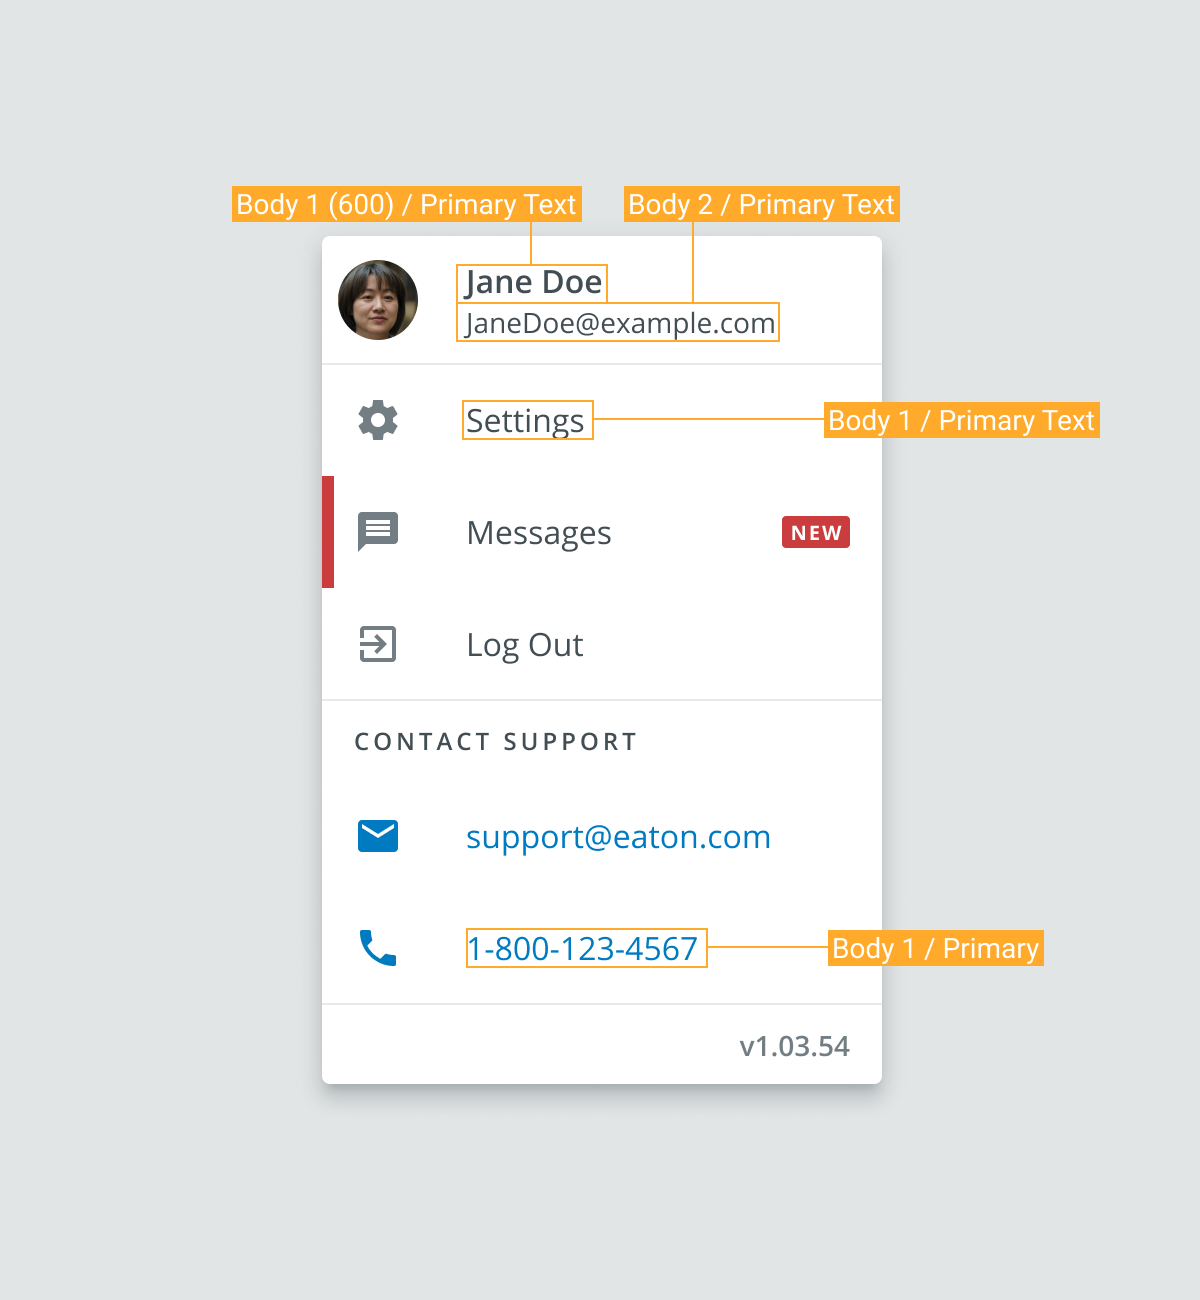 Body 1 (600) / Primary Text
Body 2 / Primary Text
Jane Doe
JaneDoe@example.com
Settings
Body 1 / Primary Text
Messages
NEW
Log Out
CONTACT SUPPORT
support@eaton.com
1-800-123-4567
Body 1 / Primary
v1.03.54